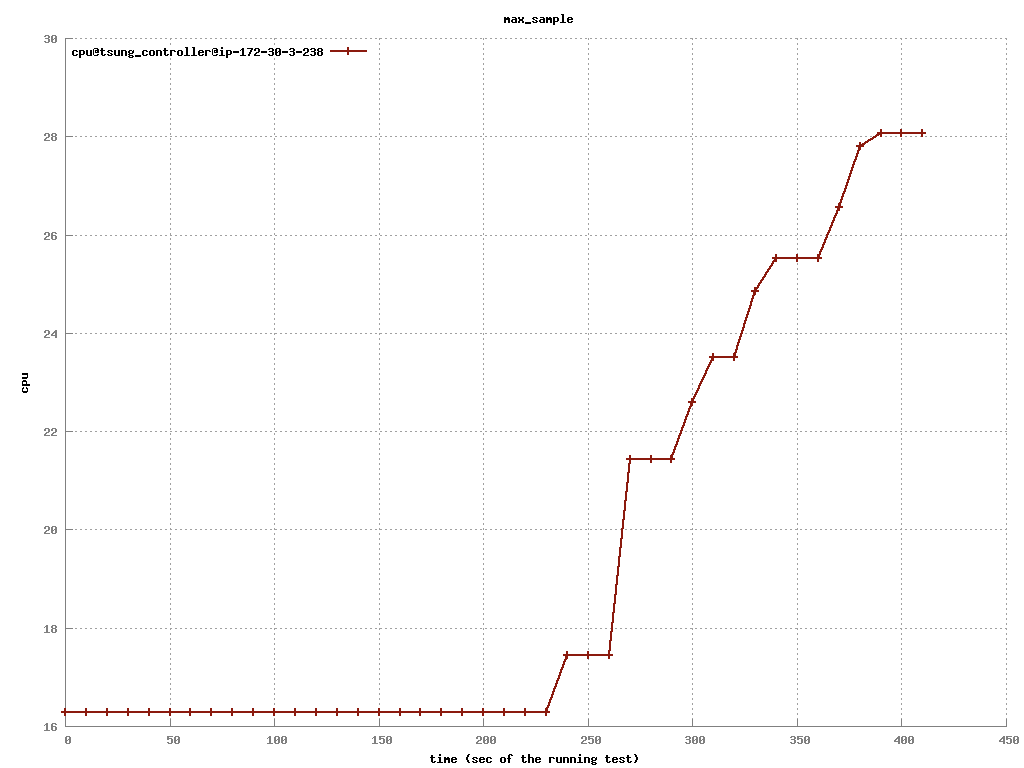 max_sample
cpu@tsung_controller@ip-172-30-3-238
30
28
26
24
22
20
18
16
cpu
0 50 100 150 200 250 300 350 400 450
time (sec of the running test)